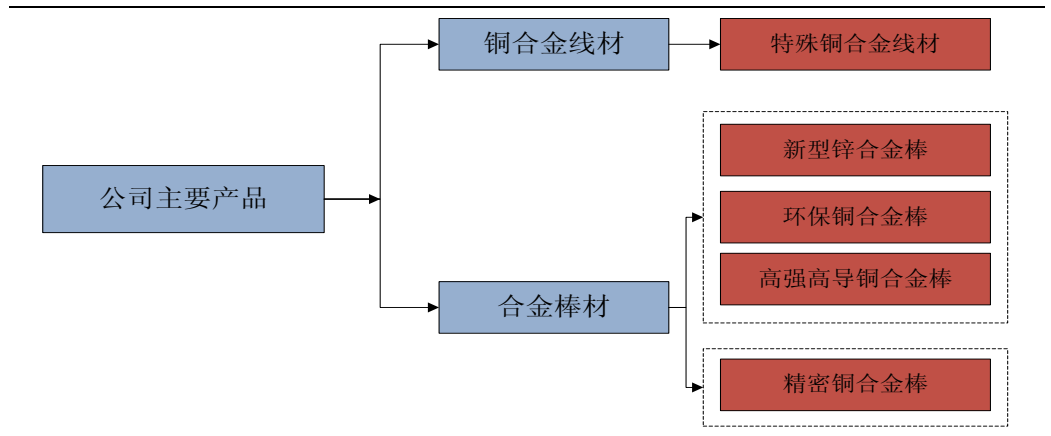 铜合金线材
特殊铜合金线材
新型锌合金棒
公司主要产品
环保铜合金棒
高强高导铜合金棒
合金棒材
精密铜合金棒